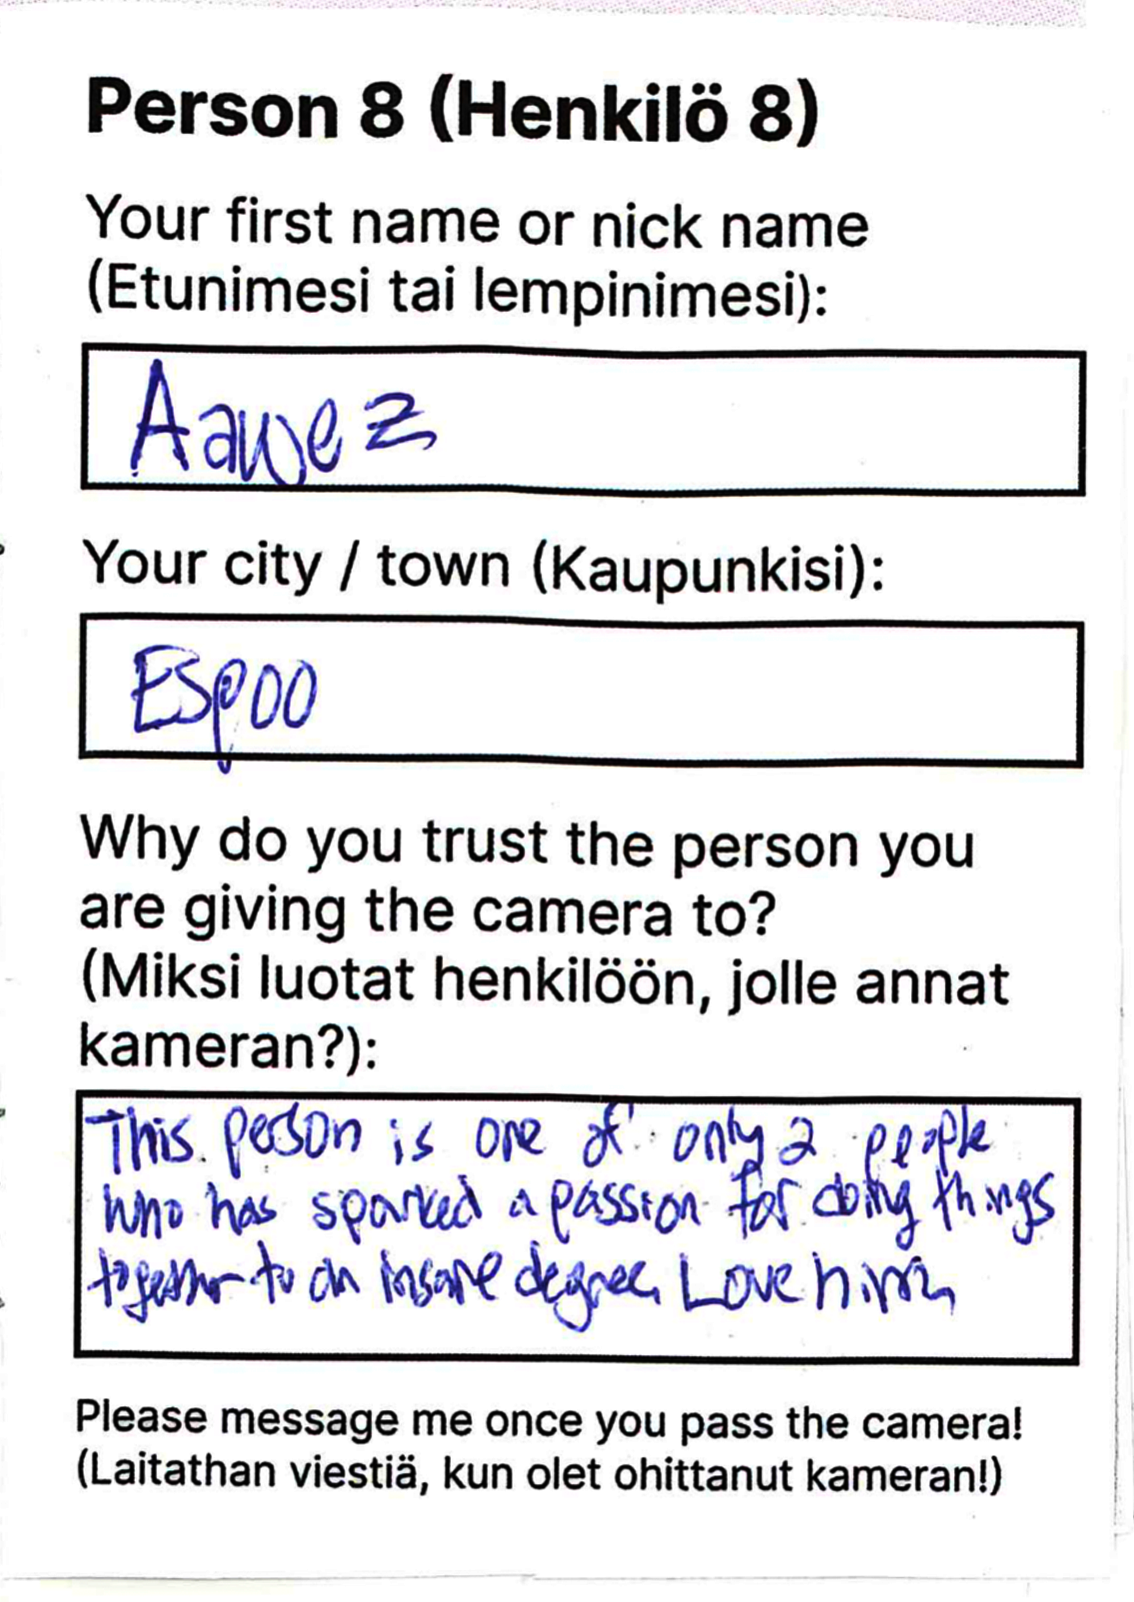 Person 8 (Henkilö 8)
Your first name or nick name
(Etunimesi tai lempinimesi):
Aawez
Your city / town (Kaupunkisi):
Espoo
Why do you trust the person you
are giving the camera to?
(Miksi luotat henkilöön, jolle annat
kameran?):
This person is one of only 2 people
who has sparked a passion for doing things
together to an insane degree. Love him
Please message me once you pass the camera!
(Laitathan viestiä, kun olet ohittanut kameran!)